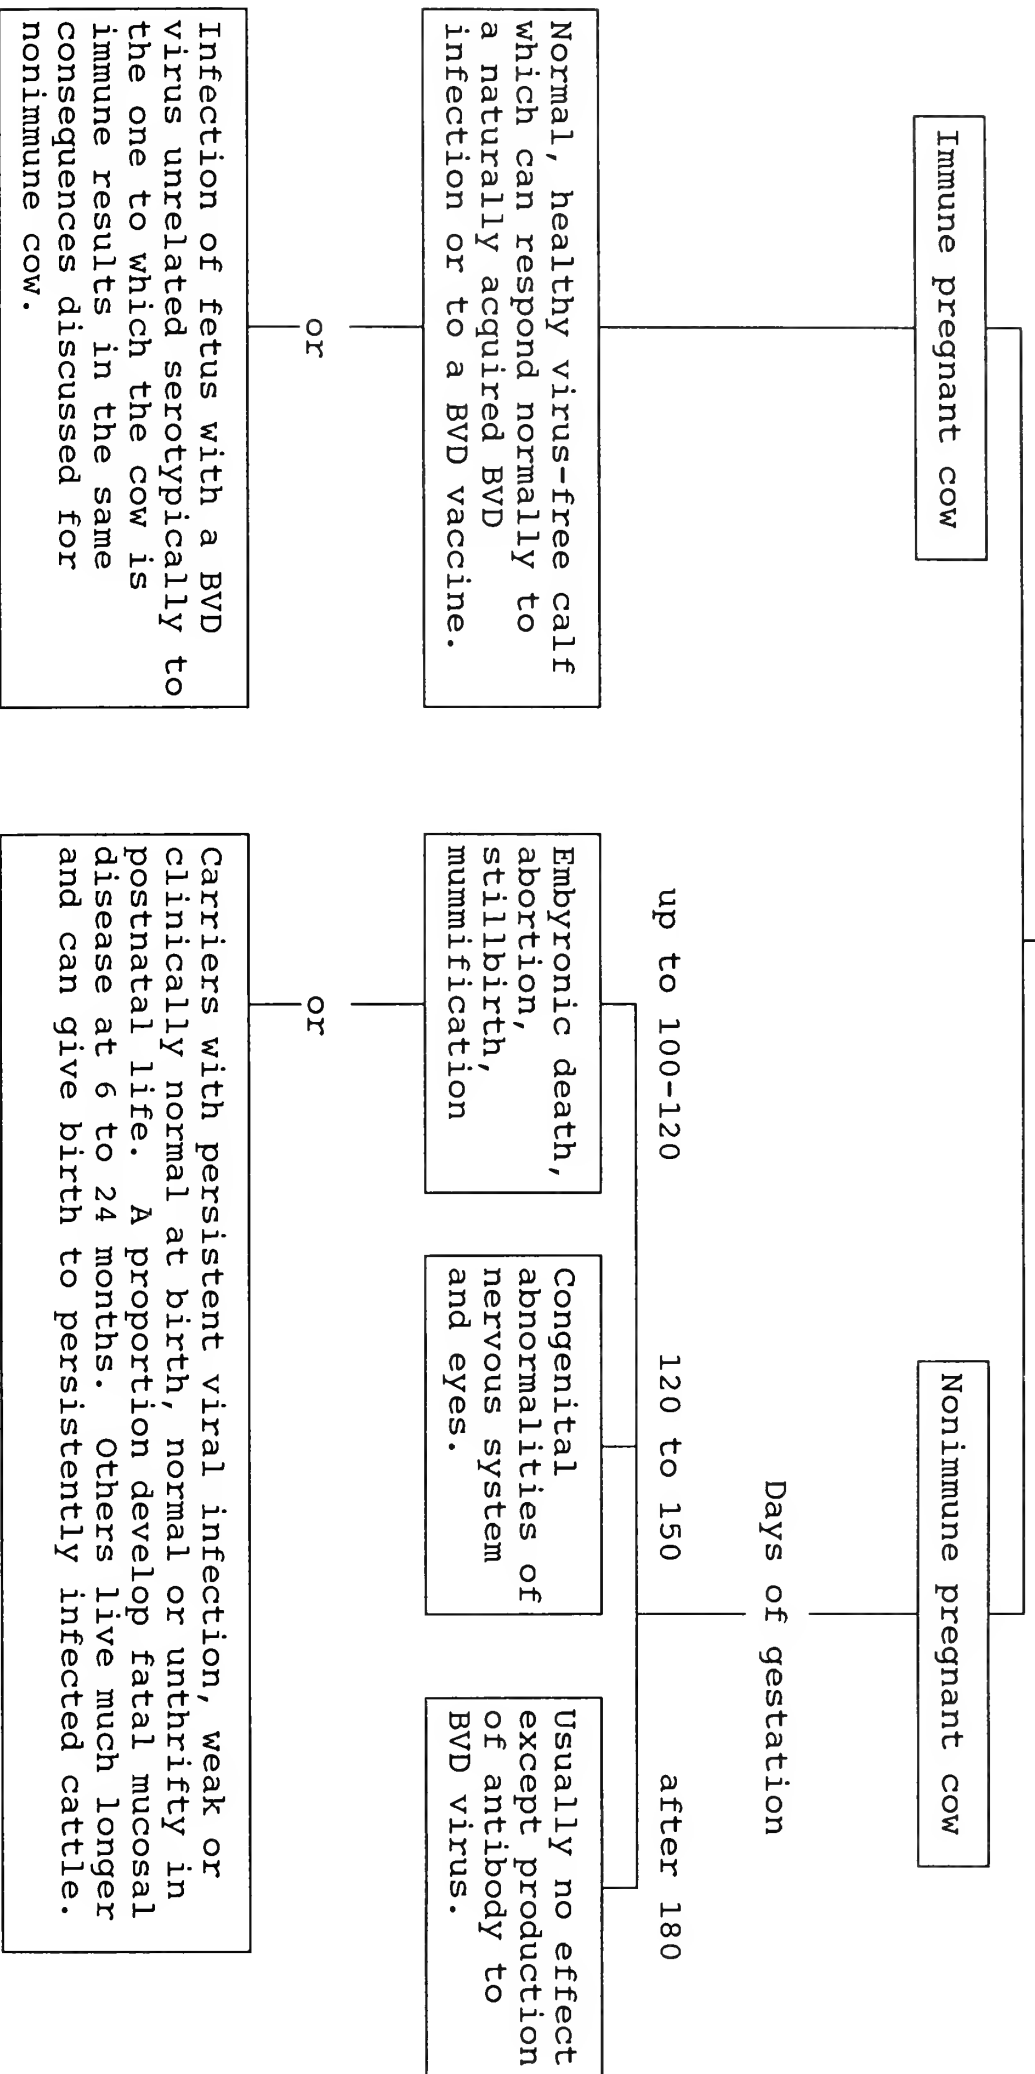 Immune pregnant cow
Nonimmune pregnant cow
Days of gestation
up to 100-120
120 to 150
after 180
Normal, healthy virus-free calf
which can respond normally to
a naturally acquired BVD
infection or to a BVD vaccine.
Embyronic death,
abortion,
stillbirth,
mummification
Congenital
abnormalities of
nervous system
and eyes.
Usually no effect
except production
of antibody to
BVD virus.
or
or
Infection of fetus with a BVD
virus unrelated serotypically to
the one to which the cow is
immune results in the same
consequences discussed for
nonimmune cow.
Carriers with persistent viral infection, weak or
clinically normal at birth, normal or unthrifty in
postnatal life. A proportion develop fatal mucosal
disease at 6 to 24 months. Others live much longer
and can give birth to persistently infected cattle.